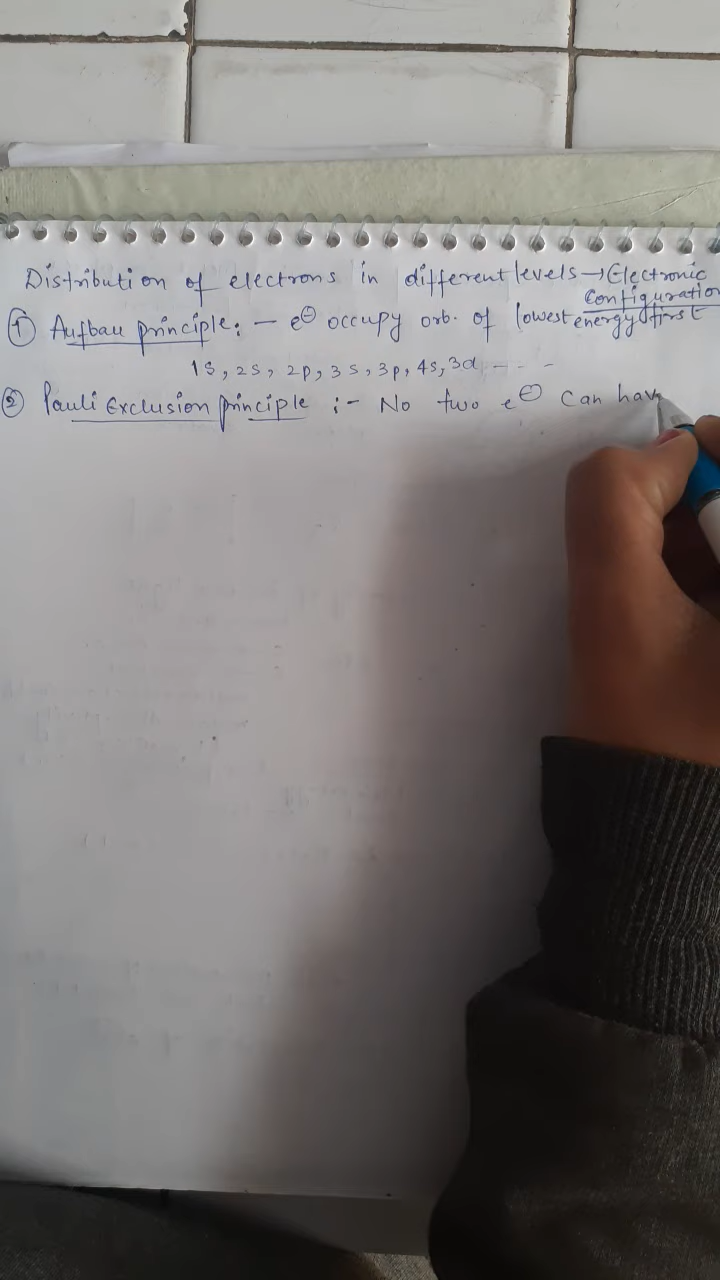 Distribution of electrons in different levels → Electronic
Configuration
① Aufbau principle: - e⊖ occupy orb. of lowest energy first
1s, 2s, 2p, 3s, 3p, 4s, 3d - - -
② Pauli Exclusion principle :- No two e⊖ can hav